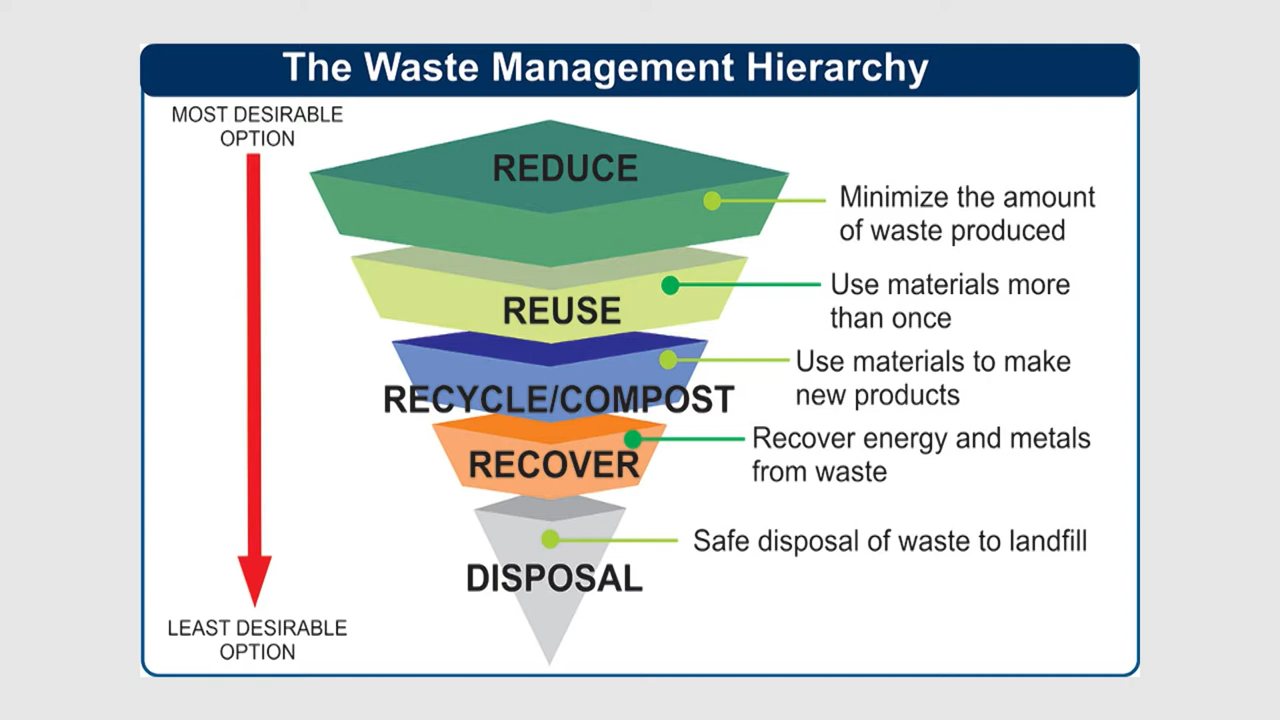 The Waste Management Hierarchy
MOST DESIRABLE
OPTION
REDUCE
Minimize the amount
of waste produced
REUSE
Use materials more
than once
RECYCLE/COMPOST
Use materials to make
new products
RECOVER
Recover energy and metals
from waste
DISPOSAL
Safe disposal of waste to landfill
LEAST DESIRABLE
OPTION